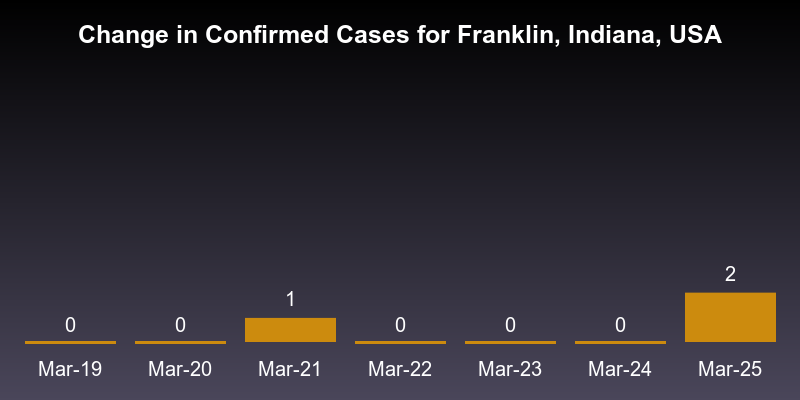 Change in Confirmed Cases for Franklin, Indiana, USA
0 0 1 0 0 0 2
Mar-19 Mar-20 Mar-21 Mar-22 Mar-23 Mar-24 Mar-25